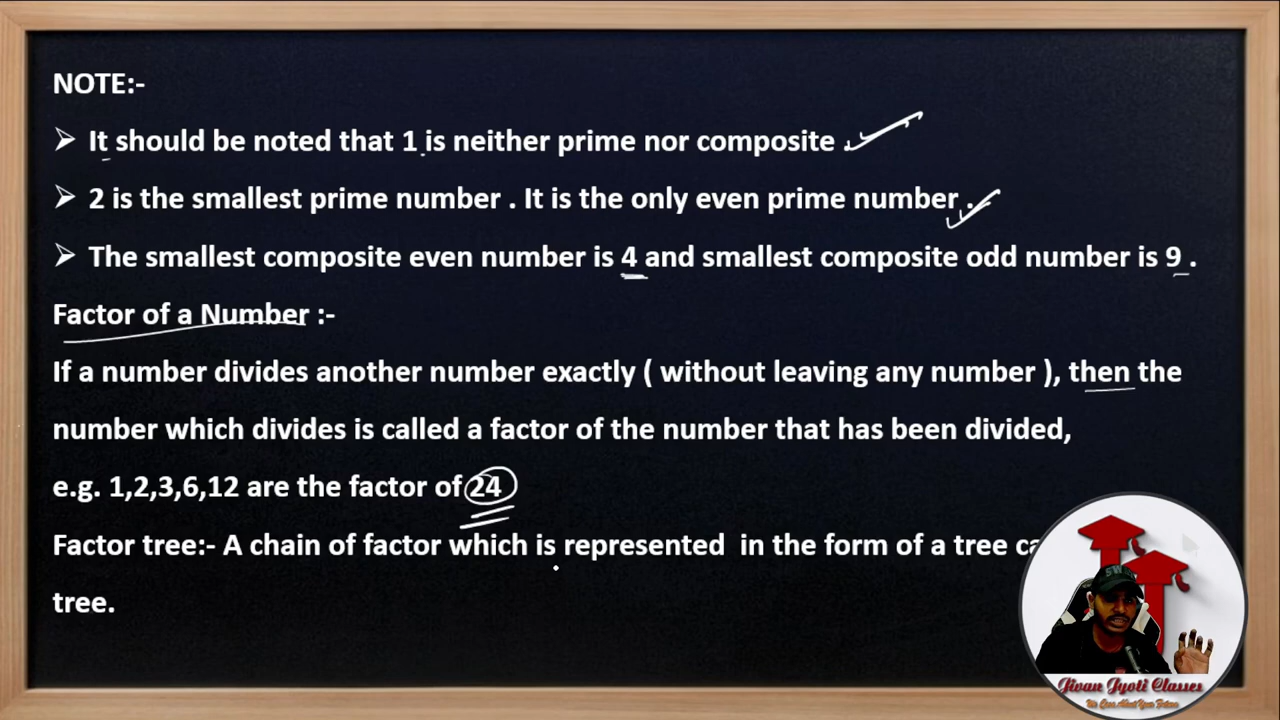 NOTE:-
➢ It should be noted that 1 is neither prime nor composite .
➢ 2 is the smallest prime number . It is the only even prime number .
➢ The smallest composite even number is 4 and smallest composite odd number is 9 .
Factor of a Number :-
If a number divides another number exactly ( without leaving any number ), then the
number which divides is called a factor of the number that has been divided,
e.g. 1,2,3,6,12 are the factor of 24
Factor tree:- A chain of factor which is represented in the form of a tree
tree.
Jivan Jyoti Classes